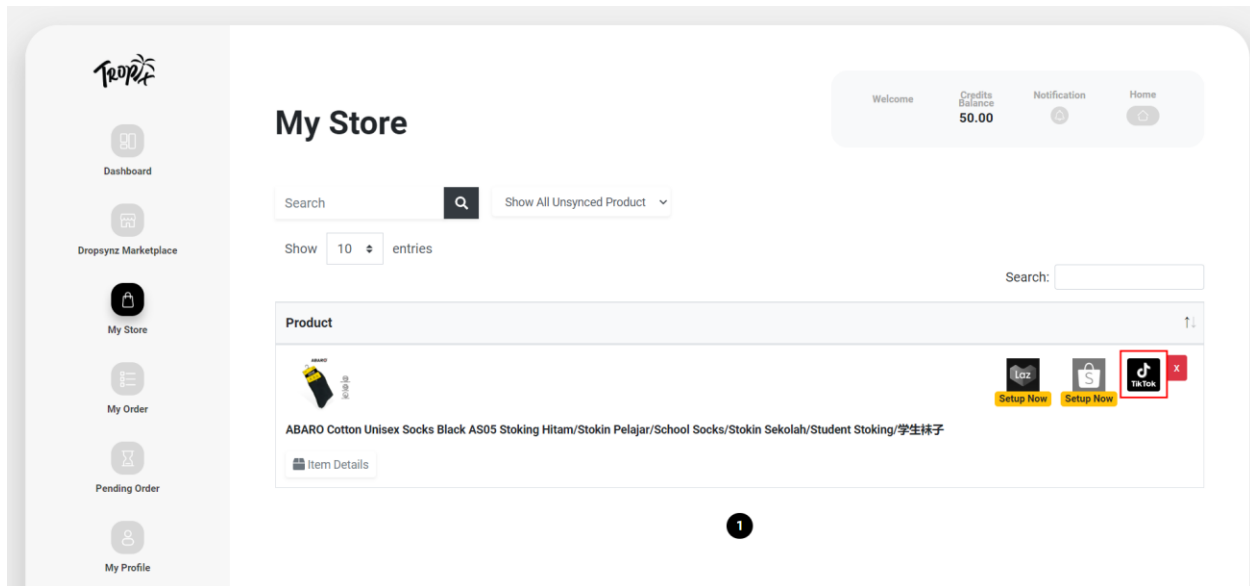 TROPIX
Welcome
Credits Balance
50.00
Notification
Home
My Store
Dashboard
Dropsynz Marketplace
My Store
My Order
Pending Order
My Profile
Search
Show All Unsynced Product
Show 10 entries
Search:
Product
ABARO
Laz
Setup Now
S
Setup Now
TikTok
X
ABARO Cotton Unisex Socks Black AS05 Stoking Hitam/Stokin Pelajar/School Socks/Stokin Sekolah/Student Stoking/学生袜子
Item Details
1